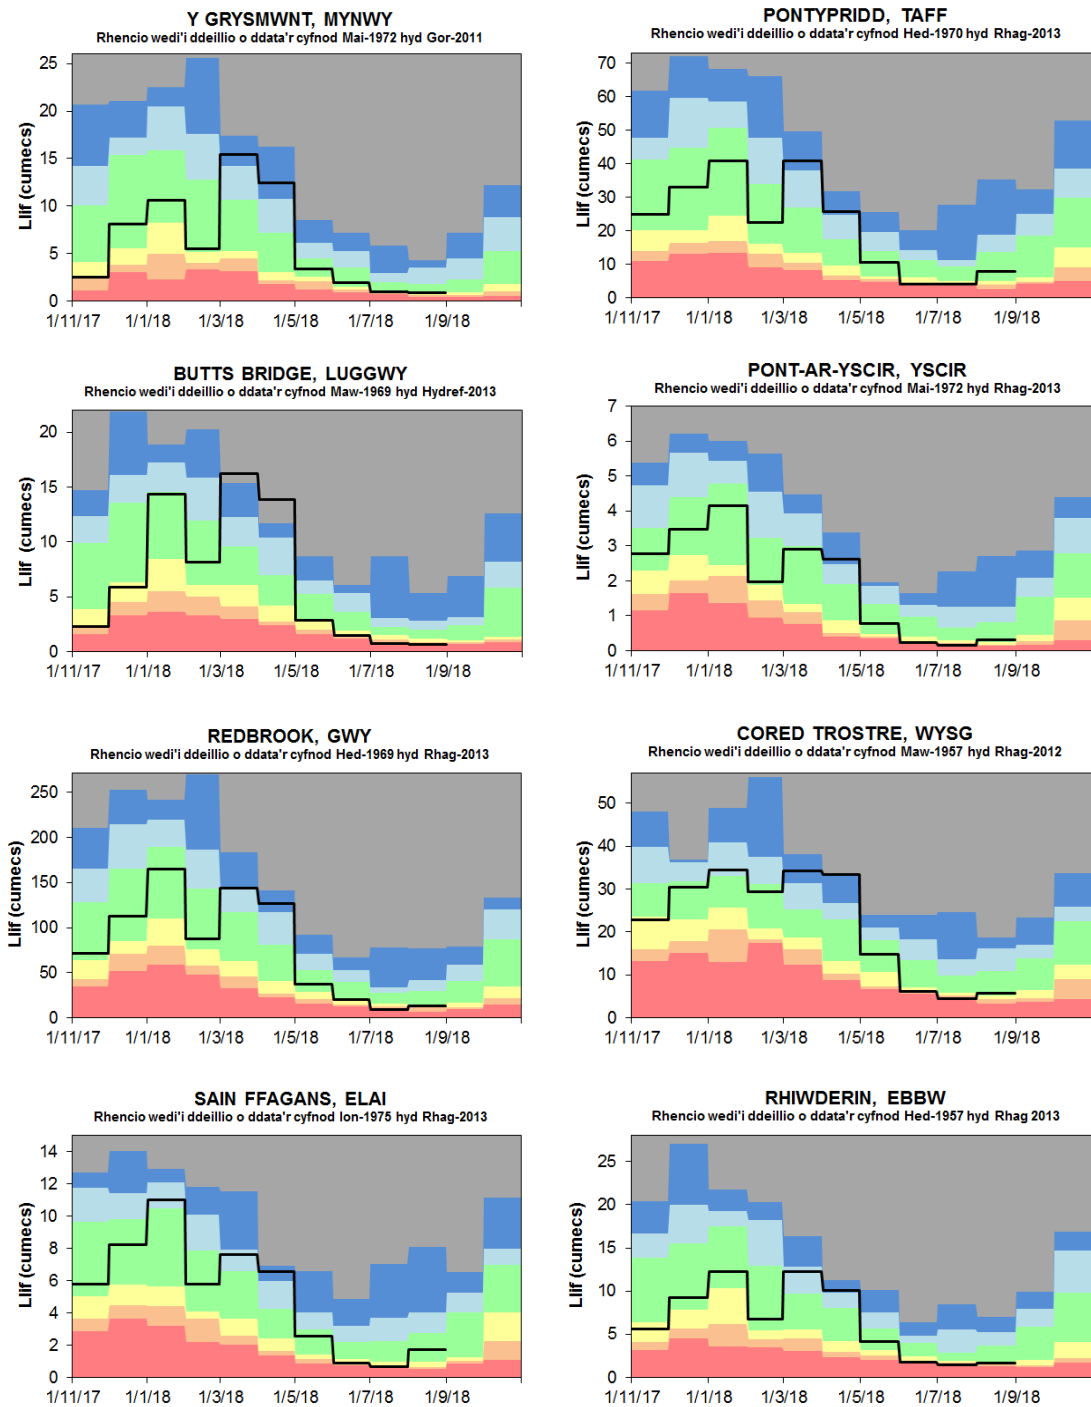 Y GRYSMWNT, MYNWY
Rhencio wedi'i ddeillio o ddata'r cyfnod Mai-1972 hyd Gor-2011
Llif (cumecs)
25
20
15
10
5
0
1/11/17 1/1/18 1/3/18 1/5/18 1/7/18 1/9/18
PONTYPRIDD, TAFF
Rhencio wedi'i ddeillio o ddata'r cyfnod Hed-1970 hyd Rhag-2013
Llif (cumecs)
70
60
50
40
30
20
10
0
1/11/17 1/1/18 1/3/18 1/5/18 1/7/18 1/9/18
BUTTS BRIDGE, LUGGWY
Rhencio wedi'i ddeillio o ddata'r cyfnod Maw-1969 hyd Hydref-2013
Llif (cumecs)
20
15
10
5
0
1/11/17 1/1/18 1/3/18 1/5/18 1/7/18 1/9/18
PONT-AR-YSCIR, YSCIR
Rhencio wedi'i ddeillio o ddata'r cyfnod Mai-1972 hyd Rhag-2013
Llif (cumecs)
7
6
5
4
3
2
1
0
1/11/17 1/1/18 1/3/18 1/5/18 1/7/18 1/9/18
REDBROOK, GWY
Rhencio wedi'i ddeillio o ddata'r cyfnod Hed-1969 hyd Rhag-2013
Llif (cumecs)
250
200
150
100
50
0
1/11/17 1/1/18 1/3/18 1/5/18 1/7/18 1/9/18
CORED TROSTRE, WYSG
Rhencio wedi'i ddeillio o ddata'r cyfnod Maw-1957 hyd Rhag-2012
Llif (cumecs)
50
40
30
20
10
0
1/11/17 1/1/18 1/3/18 1/5/18 1/7/18 1/9/18
SAIN FFAGANS, ELAI
Rhencio wedi'i ddeillio o ddata'r cyfnod Ion-1975 hyd Rhag-2013
Llif (cumecs)
14
12
10
8
6
4
2
0
1/11/17 1/1/18 1/3/18 1/5/18 1/7/18 1/9/18
RHIWDERIN, EBBW
Rhencio wedi'i ddeillio o ddata'r cyfnod Hed-1957 hyd Rhag 2013
Llif (cumecs)
25
20
15
10
5
0
1/11/17 1/1/18 1/3/18 1/5/18 1/7/18 1/9/18